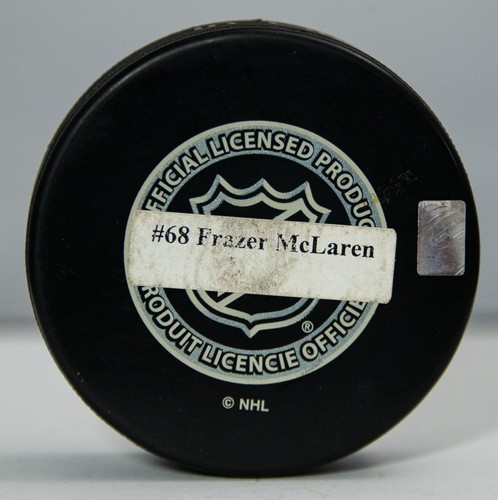 OFFICIAL LICENSED PRODUCT
#68 Frazer McLaren
PRODUIT LICENCIE OFFICIEL
®
© NHL